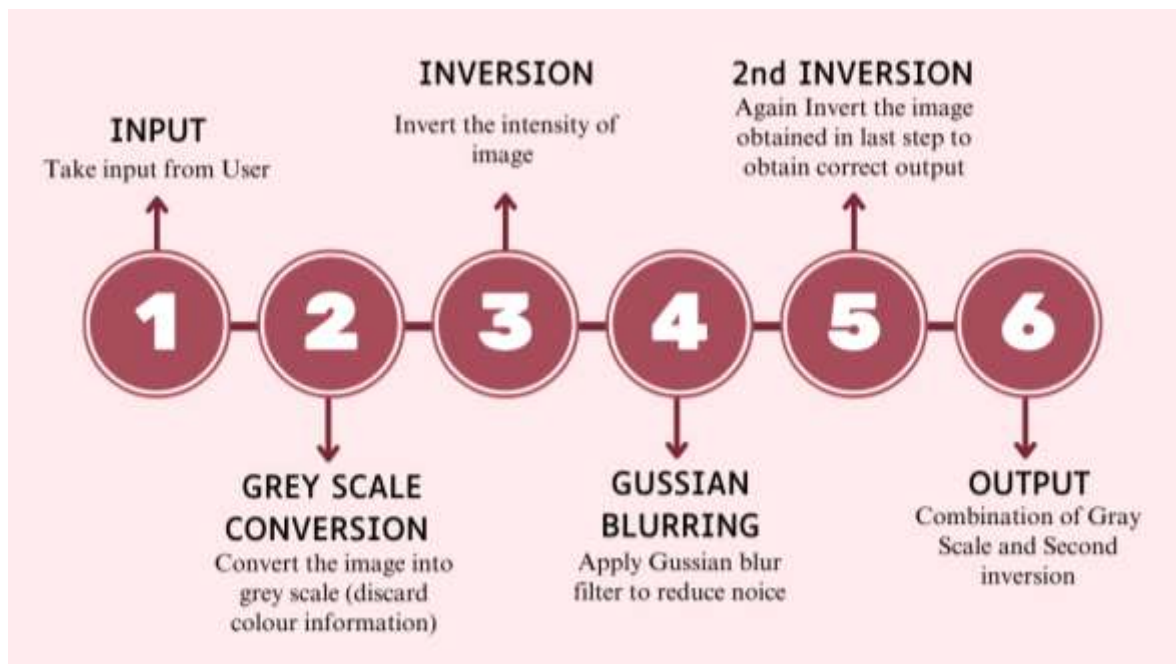 INPUT
Take input from User
1
GREY SCALE
CONVERSION
Convert the image into
grey scale (discard
colour information)
2
INVERSION
Invert the intensity of
image
3
GUSSIAN
BLURRING
Apply Gussian blur
filter to reduce noice
4
2nd INVERSION
Again Invert the image
obtained in last step to
obtain correct output
5
OUTPUT
Combination of Gray
Scale and Second
inversion
6